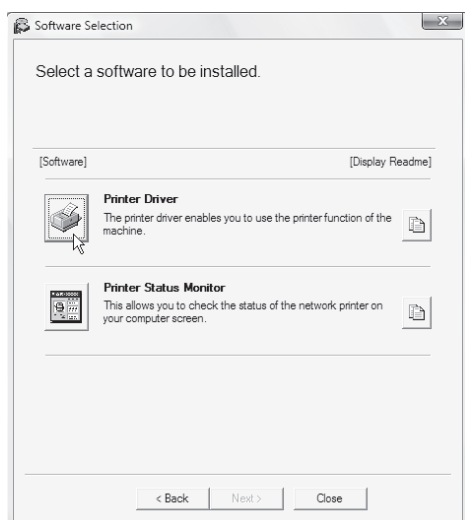 Software Selection
Select a software to be installed.
[Software] [Display Readme]
Printer Driver
The printer driver enables you to use the printer function of the
machine.
Printer Status Monitor
This allows you to check the status of the network printer on
your computer screen.
< Back Next > Close